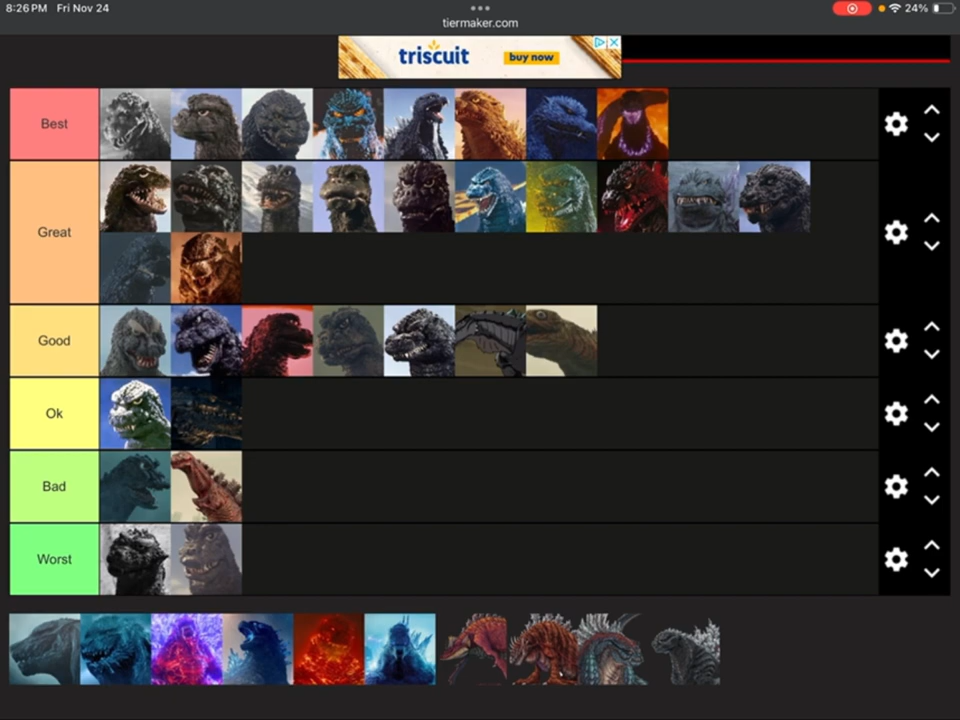 8:26 PM Fri Nov 24
24%
tiermaker.com
triscuit
buy now
Best
Great
Good
Ok
Bad
Worst